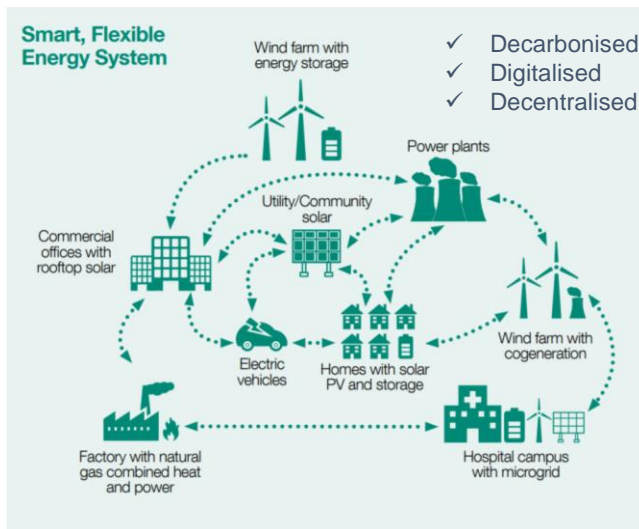 Smart, Flexible
Energy System
Wind farm with
energy storage
✓ Decarbonised
✓ Digitalised
✓ Decentralised
Power plants
Utility/Community
solar
Commercial
offices with
rooftop solar
Wind farm with
cogeneration
Electric
vehicles
Homes with solar
PV and storage
Factory with natural
gas combined heat
and power
Hospital campus
with microgrid